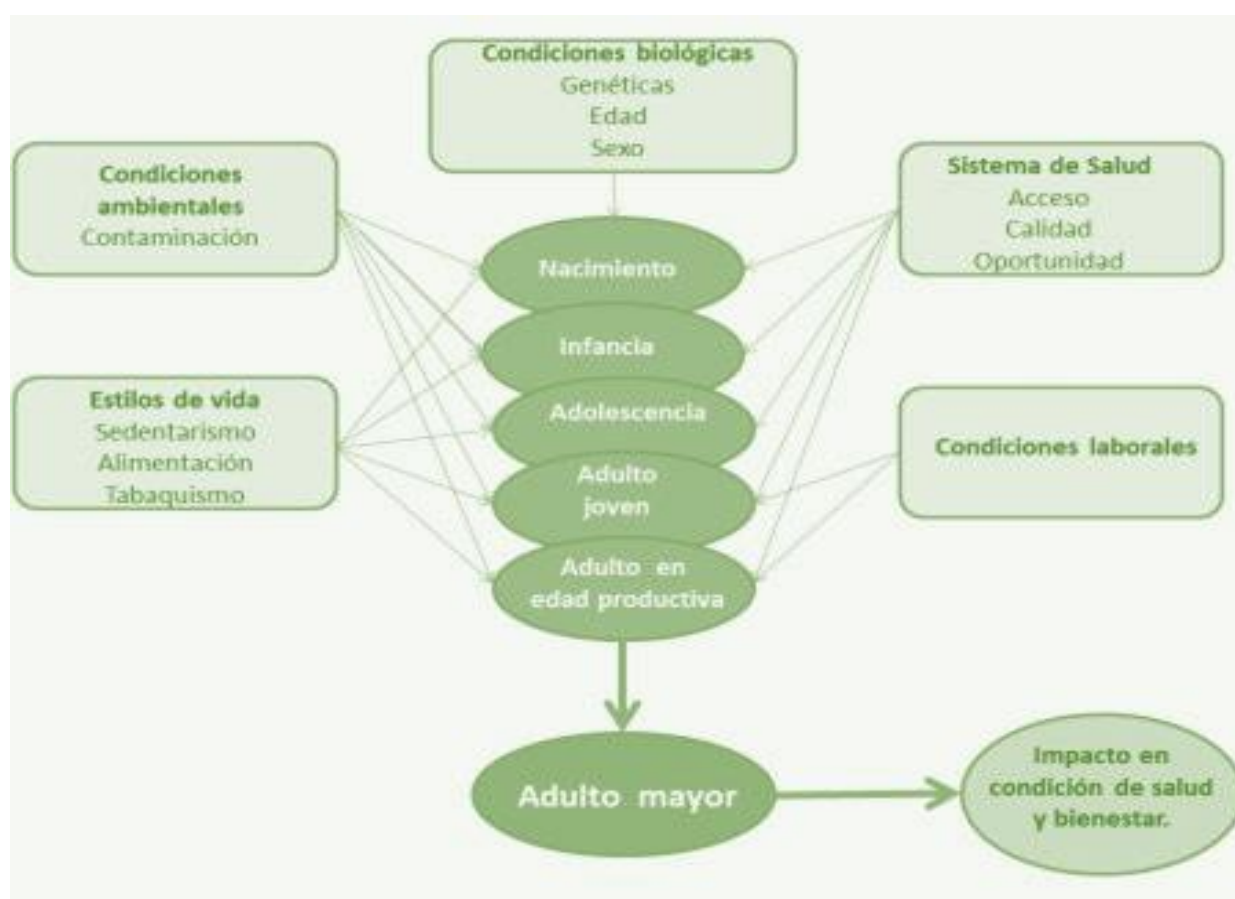 Condiciones biológicas
Genéticas
Edad
Sexo
Condiciones
ambientales
Contaminación
Sistema de Salud
Acceso
Calidad
Oportunidad
Nacimiento
Infancia
Adolescencia
Adulto
joven
Adulto en
edad productiva
Estilos de vida
Sedentarismo
Alimentación
Tabaquismo
Condiciones laborales
Adulto mayor
Impacto en
condición de salud
y bienestar.